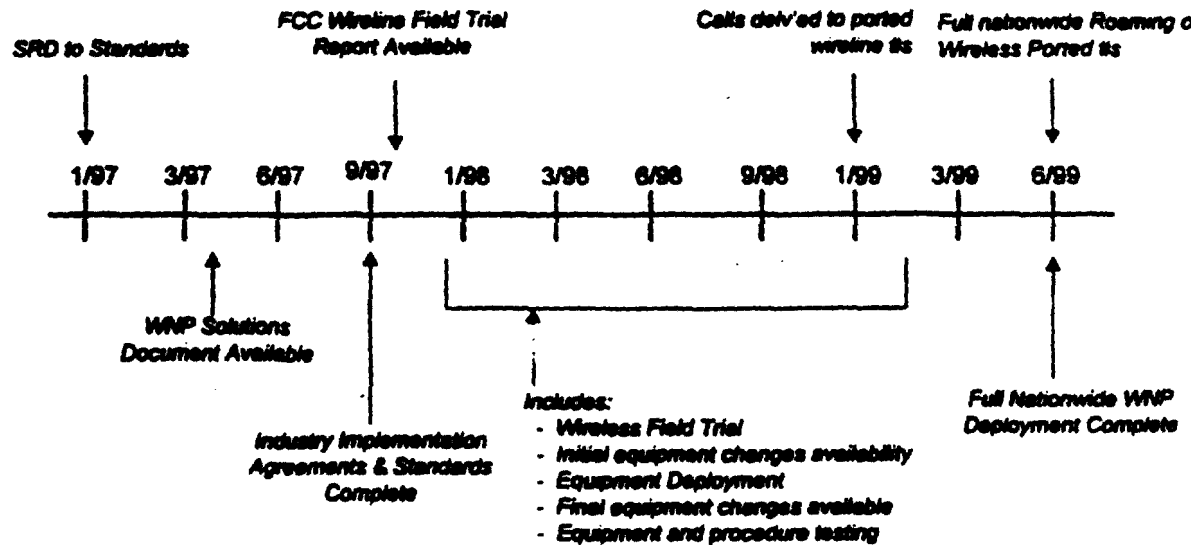 SRD to Standards
FCC Wireline Field Trial
Report Available
Calls delv'ed to ported
wireline #s
Full nationwide Roaming o
Wireless Ported #s
1/97
3/97
6/97
9/97
1/98
3/98
6/98
9/98
1/99
3/99
6/99
WNP Solutions
Document Available
Industry Implementation
Agreements & Standards
Complete
Includes:
- Wireless Field Trial
- Initial equipment changes availability
- Equipment Deployment
- Final equipment changes available
- Equipment and procedure testing
Full Nationwide WNP
Deployment Complete